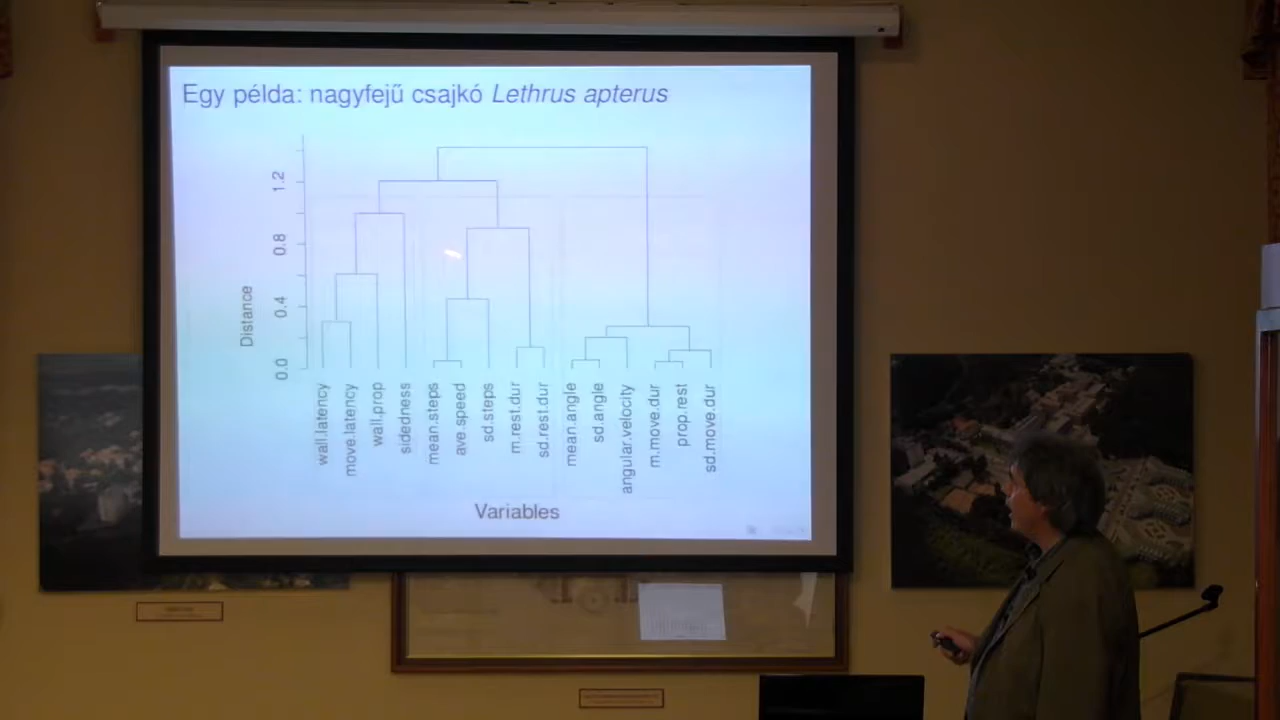 Egy példa: nagyfejű csajkó Lethrus apterus
Distance
0.0
0.4
0.8
1.2
wall.latency
move.latency
wall.prop
sidedness
mean.steps
ave.speed
sd.steps
m.rest.dur
sd.rest.dur
mean.angle
sd.angle
angular.velocity
m.move.dur
prop.rest
sd.move.dur
Variables